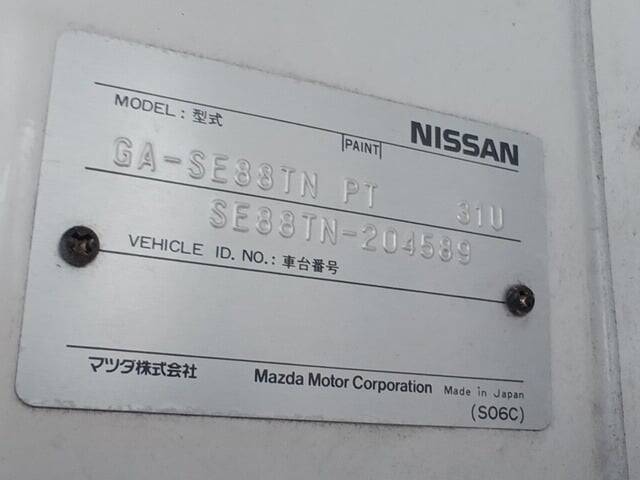 MODEL : 型式 PAINT NISSAN
GA-SE88TN PT 31U
SE88TN-204589
VEHICLE ID. NO.: 車台番号
マツダ株式会社 Mazda Motor Corporation Made in Japan
(S06C)